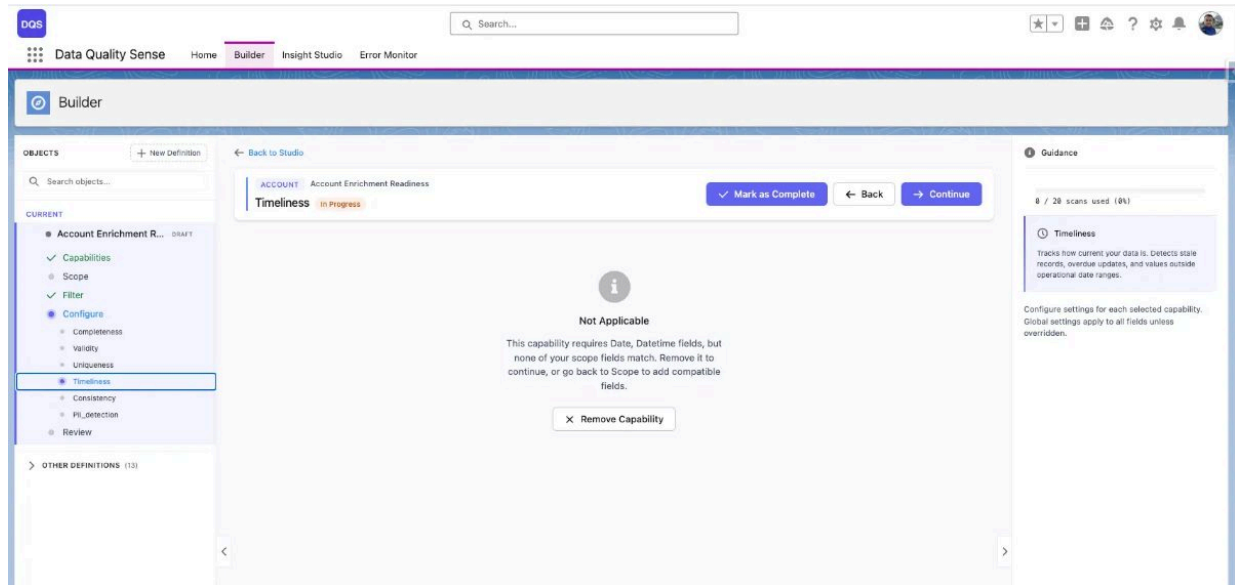 DQS
Search...
Data Quality Sense
Home
Builder
Insight Studio
Error Monitor
Builder
OBJECTS
+ New Definition
Search objects...
CURRENT
Account Enrichment R... DRAFT
Capabilities
Scope
Filter
Configure
Completeness
Validity
Uniqueness
Timeliness
Consistency
Pii_detection
Review
OTHER DEFINITIONS (13)
← Back to Studio
ACCOUNT Account Enrichment Readiness
Timeliness In Progress
✓ Mark as Complete
← Back
→ Continue
Not Applicable
This capability requires Date, Datetime fields, but
none of your scope fields match. Remove it to
continue, or go back to Scope to add compatible
fields.
× Remove Capability
Guidance
0 / 20 scans used (0%)
Timeliness
Tracks how current your data is. Detects stale
records, overdue updates, and values outside
operational date ranges.
Configure settings for each selected capability.
Global settings apply to all fields unless
overridden.